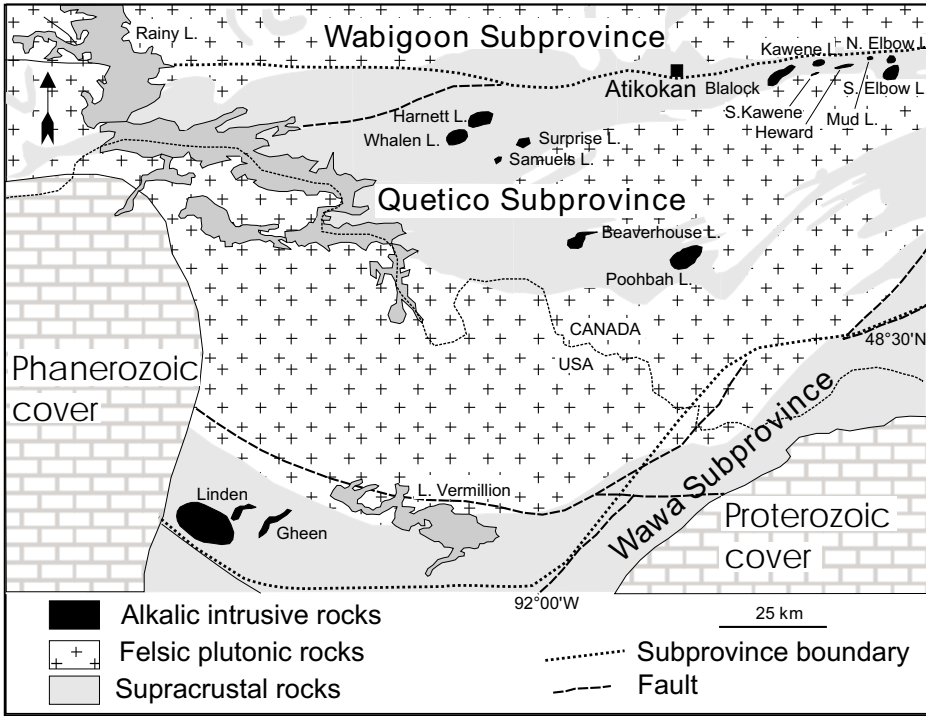 Rainy L.
Wabigoon Subprovince
Kawene L.
N. Elbow L
Atikokan
Blalock
S.Kawene
Heward
Mud L.
S. Elbow L
Harnett L.
Whalen L.
Surprise L.
Samuels L.
Quetico Subprovince
Beaverhouse L.
Poohbah L.
CANADA
USA
48°30'N
Phanerozoic
cover
Wawa Subprovince
Linden
Gheen
L. Vermillion
Proterozoic
cover
92°00'W
25 km
Alkalic intrusive rocks
Felsic plutonic rocks
Supracrustal rocks
Subprovince boundary
Fault